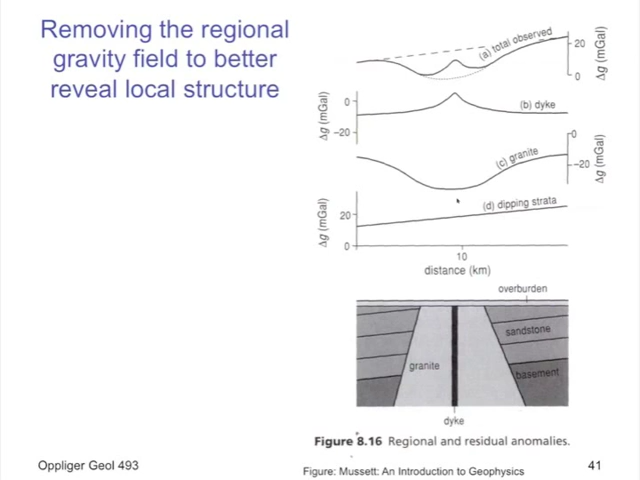 Removing the regional
gravity field to better
reveal local structure
(a) total observed
20
0
Δg (mGal)
0
-20
Δg (mGal)
(b) dyke
0
-20
Δg (mGal)
(c) granite
(d) dipping strata
20
0
Δg (mGal)
10
distance (km)
overburden
sandstone
granite
basement
dyke
Figure 8.16 Regional and residual anomalies.
Oppliger Geol 493
Figure: Mussett: An Introduction to Geophysics
41